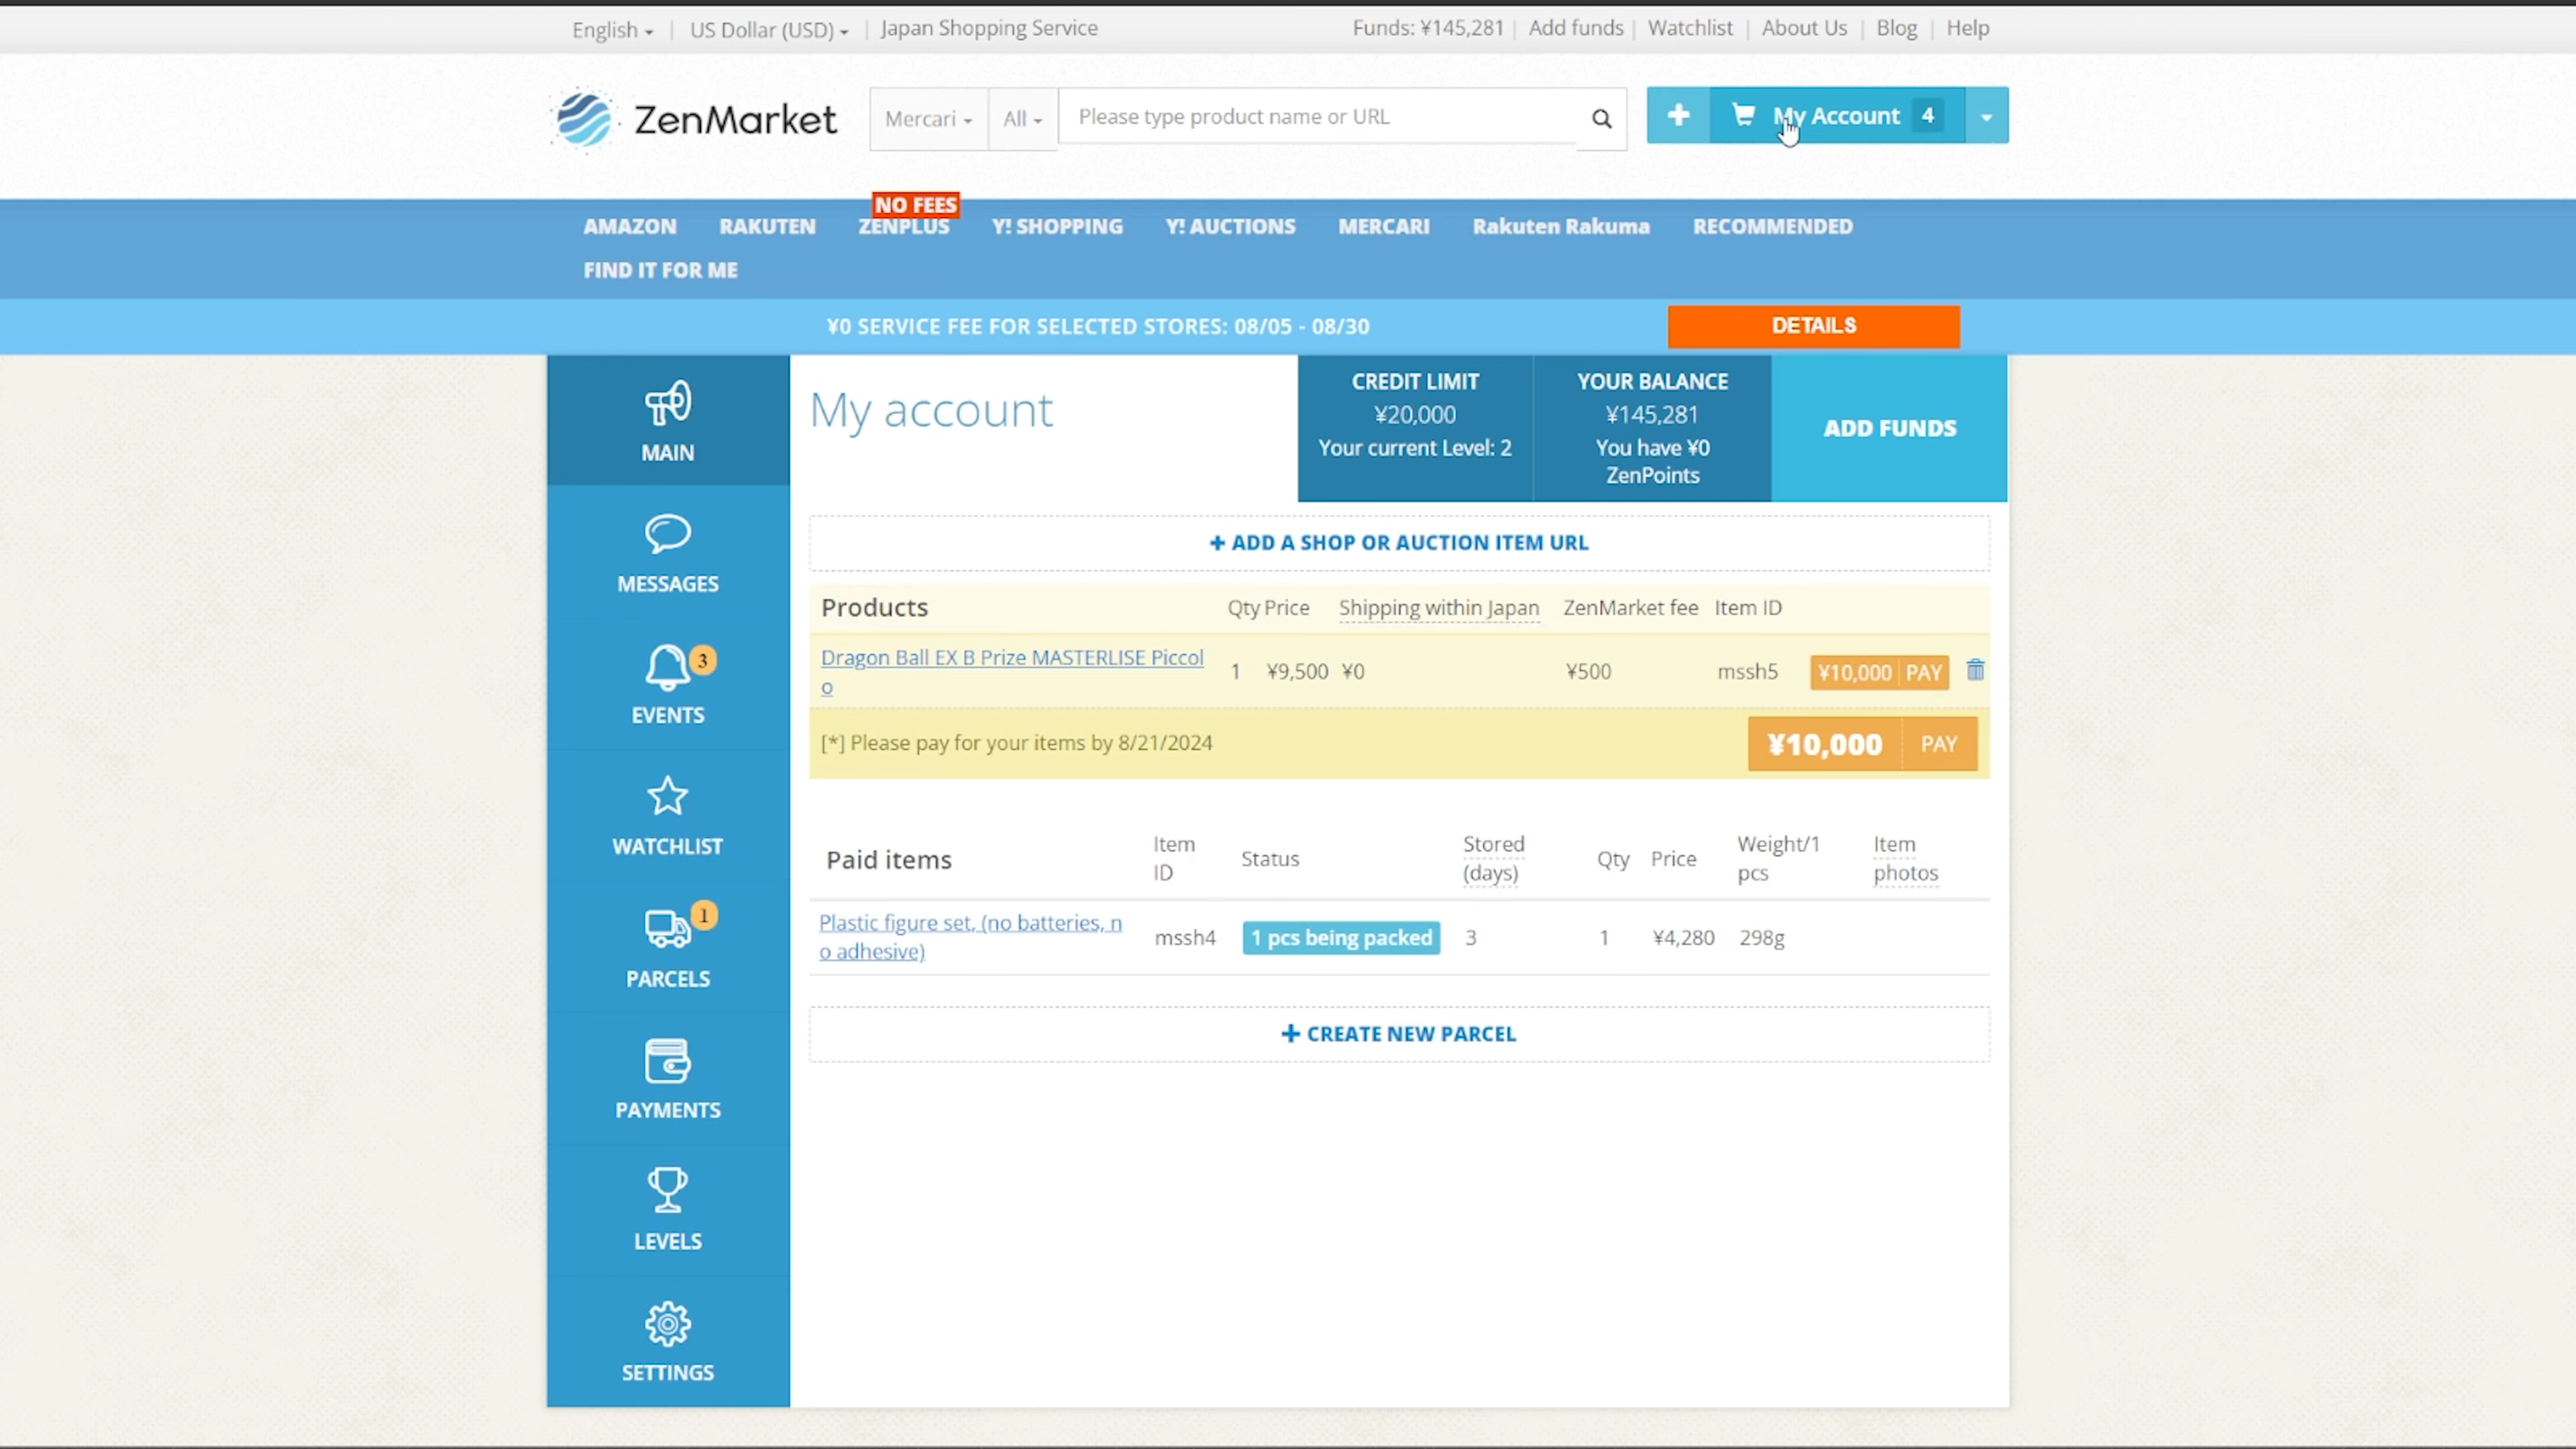 English
US Dollar (USD)
Japan Shopping Service
Funds: ¥145,281
Add funds
Watchlist
About Us
Blog
Help
ZenMarket
Mercari
All
Please type product name or URL
My Account 4
NO FEES
AMAZON
RAKUTEN
ZENPLUS
Y! SHOPPING
Y! AUCTIONS
MERCARI
Rakuten Rakuma
RECOMMENDED
FIND IT FOR ME
¥0 SERVICE FEE FOR SELECTED STORES: 08/05 - 08/30
DETAILS
MAIN
MESSAGES
3
EVENTS
WATCHLIST
1
PARCELS
PAYMENTS
LEVELS
SETTINGS
My account
CREDIT LIMIT
¥20,000
Your current Level: 2
YOUR BALANCE
¥145,281
You have ¥0
ZenPoints
ADD FUNDS
+ ADD A SHOP OR AUCTION ITEM URL
Products Qty Price Shipping within Japan ZenMarket fee Item ID
Dragon Ball EX B Prize MASTERLISE Piccol
o
1 ¥9,500 ¥0 ¥500 mssh5 ¥10,000 PAY
[*] Please pay for your items by 8/21/2024
¥10,000 PAY
Paid items
Item
ID
Status
Stored
(days)
Qty
Price
Weight/1
pcs
Item
photos
Plastic figure set, (no batteries, n
o adhesive)
mssh4 1 pcs being packed 3 1 ¥4,280 298g
+ CREATE NEW PARCEL